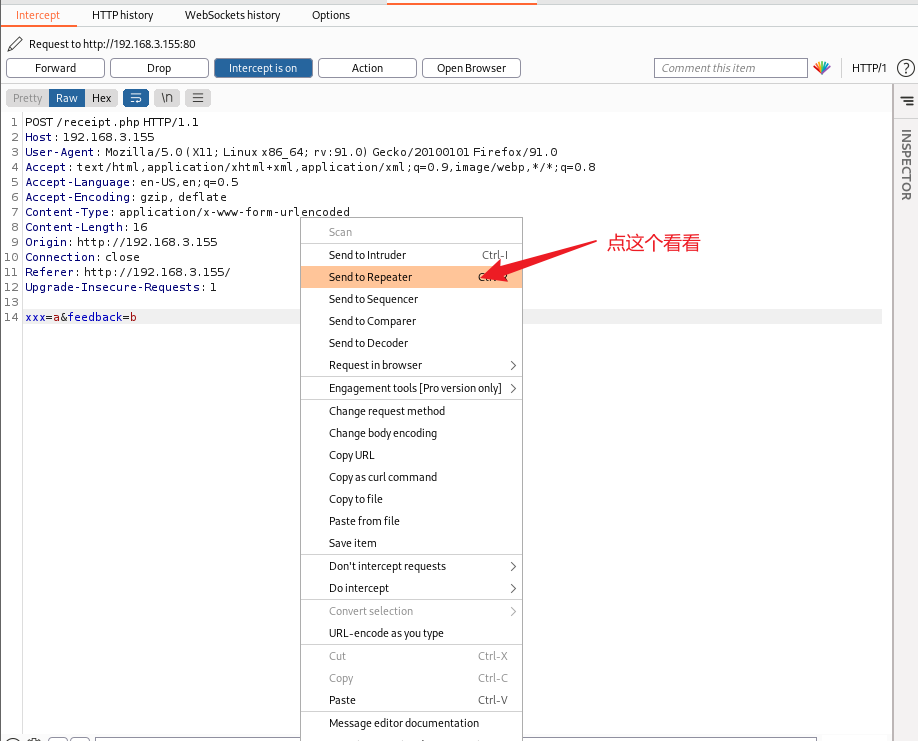 Intercept HTTP history WebSockets history Options
Request to http://192.168.3.155:80
Forward Drop Intercept is on Action Open Browser Comment this item HTTP/1 ?
Pretty Raw Hex \n
INSPECTOR
1 POST /receipt.php HTTP/1.1
2 Host: 192.168.3.155
3 User-Agent: Mozilla/5.0 (X11; Linux x86_64; rv:91.0) Gecko/20100101 Firefox/91.0
4 Accept: text/html,application/xhtml+xml,application/xml;q=0.9,image/webp,*/*;q=0.8
5 Accept-Language: en-US,en;q=0.5
6 Accept-Encoding: gzip, deflate
7 Content-Type: application/x-www-form-urlencoded
8 Content-Length: 16
9 Origin: http://192.168.3.155
10 Connection: close
11 Referer: http://192.168.3.155/
12 Upgrade-Insecure-Requests: 1
13
14 xxx=a&feedback=b
Scan
Send to Intruder Ctrl-I
Send to Repeater
点这个看看
Send to Sequencer
Send to Comparer
Send to Decoder
Request in browser
Engagement tools [Pro version only]
Change request method
Change body encoding
Copy URL
Copy as curl command
Copy to file
Paste from file
Save item
Don't intercept requests
Do intercept
Convert selection
URL-encode as you type
Cut Ctrl-X
Copy Ctrl-C
Paste Ctrl-V
Message editor documentation